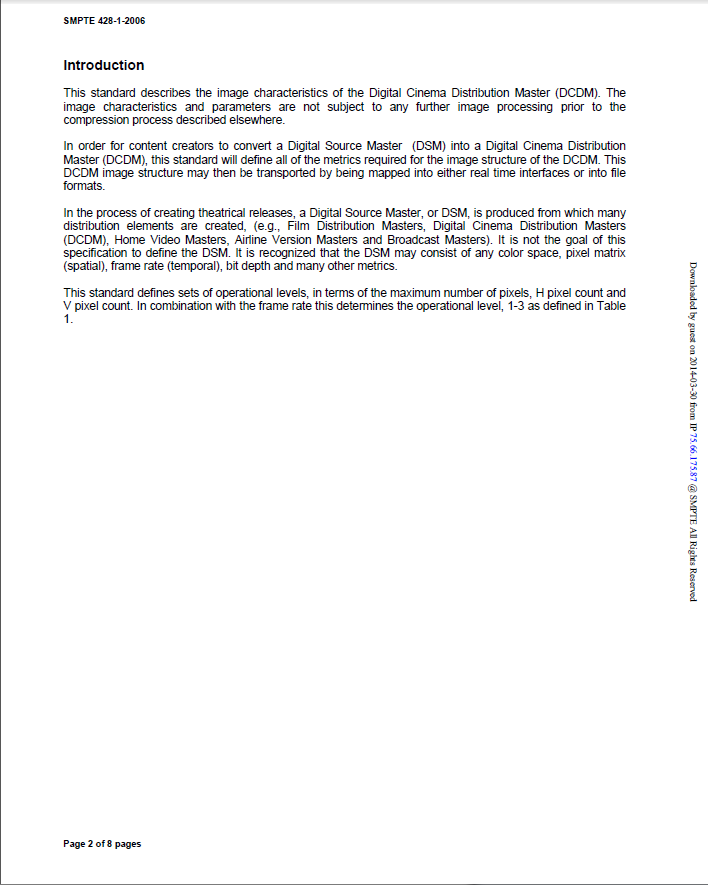 SMPTE 428-1-2006
Introduction
This standard describes the image characteristics of the Digital Cinema Distribution Master (DCDM). The
image characteristics and parameters are not subject to any further image processing prior to the
compression process described elsewhere.
In order for content creators to convert a Digital Source Master (DSM) into a Digital Cinema Distribution
Master (DCDM), this standard will define all of the metrics required for the image structure of the DCDM. This
DCDM image structure may then be transported by being mapped into either real time interfaces or into file
formats.
In the process of creating theatrical releases, a Digital Source Master, or DSM, is produced from which many
distribution elements are created, (e.g., Film Distribution Masters, Digital Cinema Distribution Masters
(DCDM), Home Video Masters, Airline Version Masters and Broadcast Masters). It is not the goal of this
specification to define the DSM. It is recognized that the DSM may consist of any color space, pixel matrix
(spatial), frame rate (temporal), bit depth and many other metrics.
This standard defines sets of operational levels, in terms of the maximum number of pixels, H pixel count and
V pixel count. In combination with the frame rate this determines the operational level, 1-3 as defined in Table
1.
Downloaded by guest on 2014-03-30 from IP 75.66.175.87 @ SMPTE All Rights Reserved
Page 2 of 8 pages